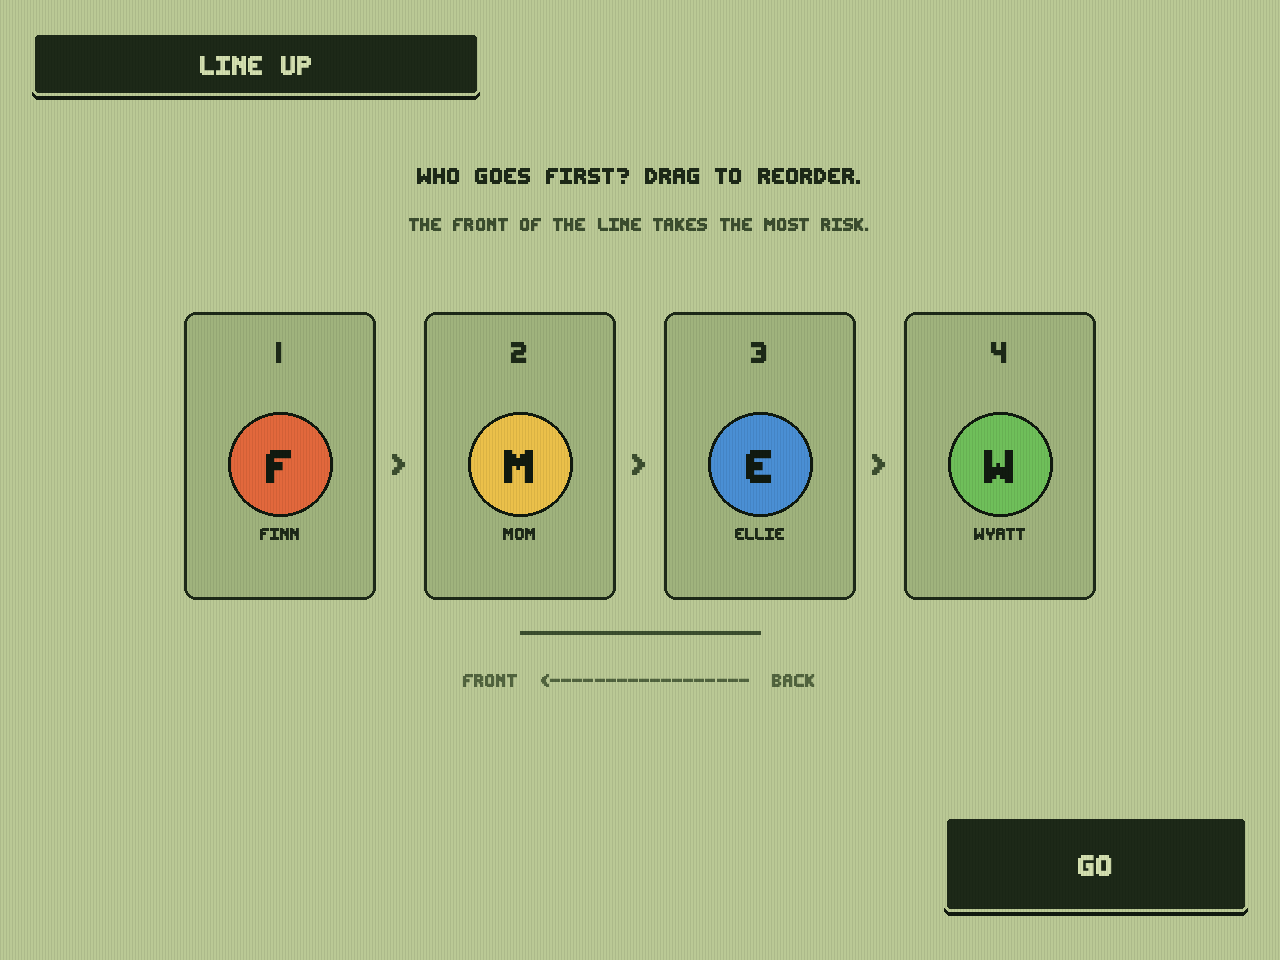 LINE UP
WHO GOES FIRST? DRAG TO REORDER.
THE FRONT OF THE LINE TAKES THE MOST RISK.
1 2 3 4
F > M > E > W
FINN MOM ELLIE WYATT
FRONT <------------------ BACK
GO